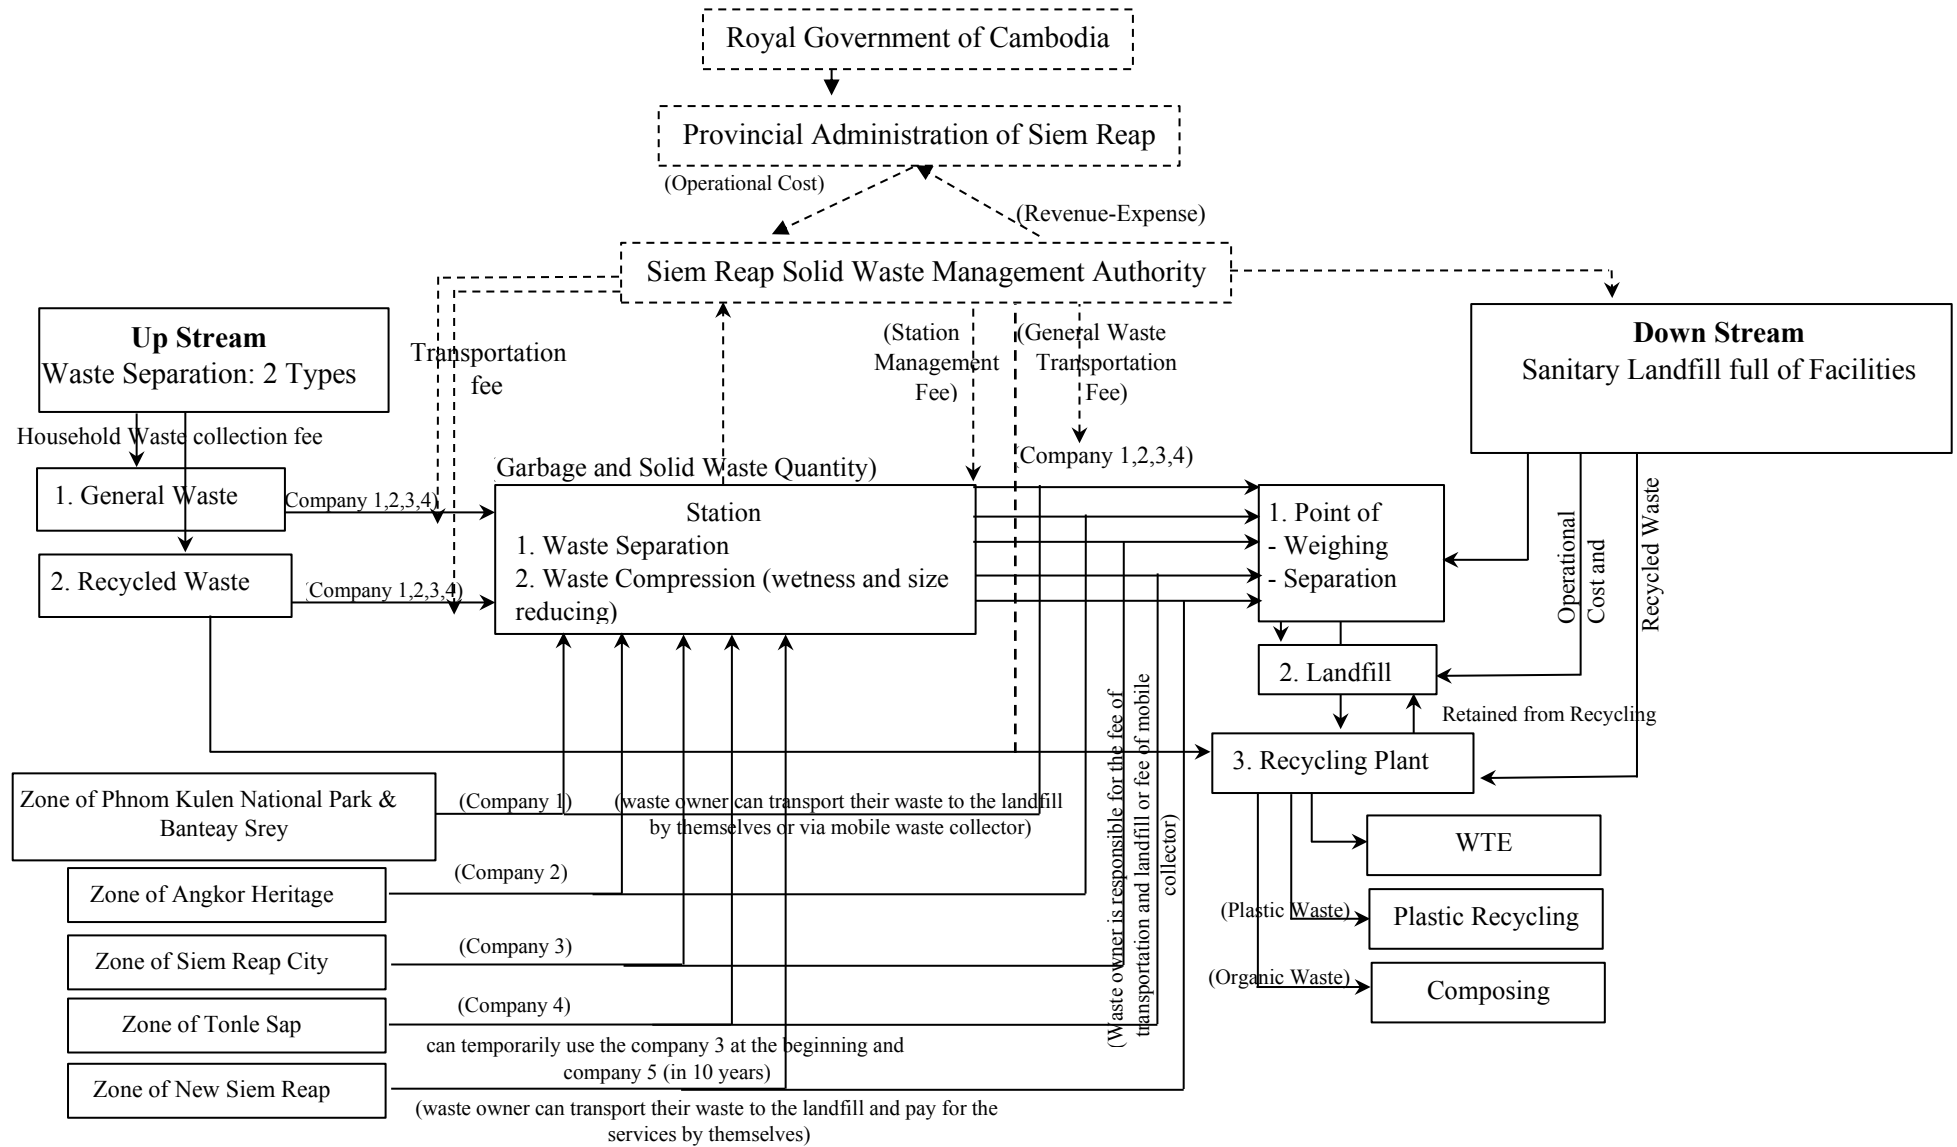 Royal Government of Cambodia
Provincial Administration of Siem Reap
(Operational Cost)
(Revenue-Expense)
Siem Reap Solid Waste Management Authority
Up Stream
Waste Separation: 2 Types
Transportation
fee
(Station
Management
Fee)
(General Waste
Transportation
Fee)
Down Stream
Sanitary Landfill full of Facilities
Household Waste collection fee
(Company 1,2,3,4)
Garbage and Solid Waste Quantity)
1. General Waste
Company 1,2,3,4)
2. Recycled Waste
(Company 1,2,3,4)
Station
1. Waste Separation
2. Waste Compression (wetness and size
reducing)
1. Point of
- Weighing
- Separation
Operational
Cost and
Recycled Waste
2. Landfill
Retained from Recycling
3. Recycling Plant
Zone of Phnom Kulen National Park &
Banteay Srey
(Company 1)
(waste owner can transport their waste to the landfill
by themselves or via mobile waste collector)
(Waste owner is responsible for the fee of
transportation and landfill or fee of mobile
collector)
WTE
Zone of Angkor Heritage
(Company 2)
(Plastic Waste)
Plastic Recycling
Zone of Siem Reap City
(Company 3)
(Organic Waste)
Composing
Zone of Tonle Sap
(Company 4)
can temporarily use the company 3 at the beginning and
company 5 (in 10 years)
Zone of New Siem Reap
(waste owner can transport their waste to the landfill and pay for the
services by themselves)